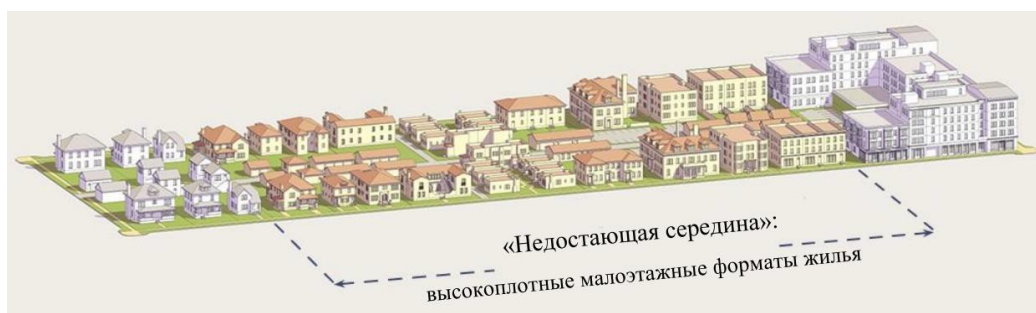 «Недостающая середина»:
высокоплотные малоэтажные форматы жилья